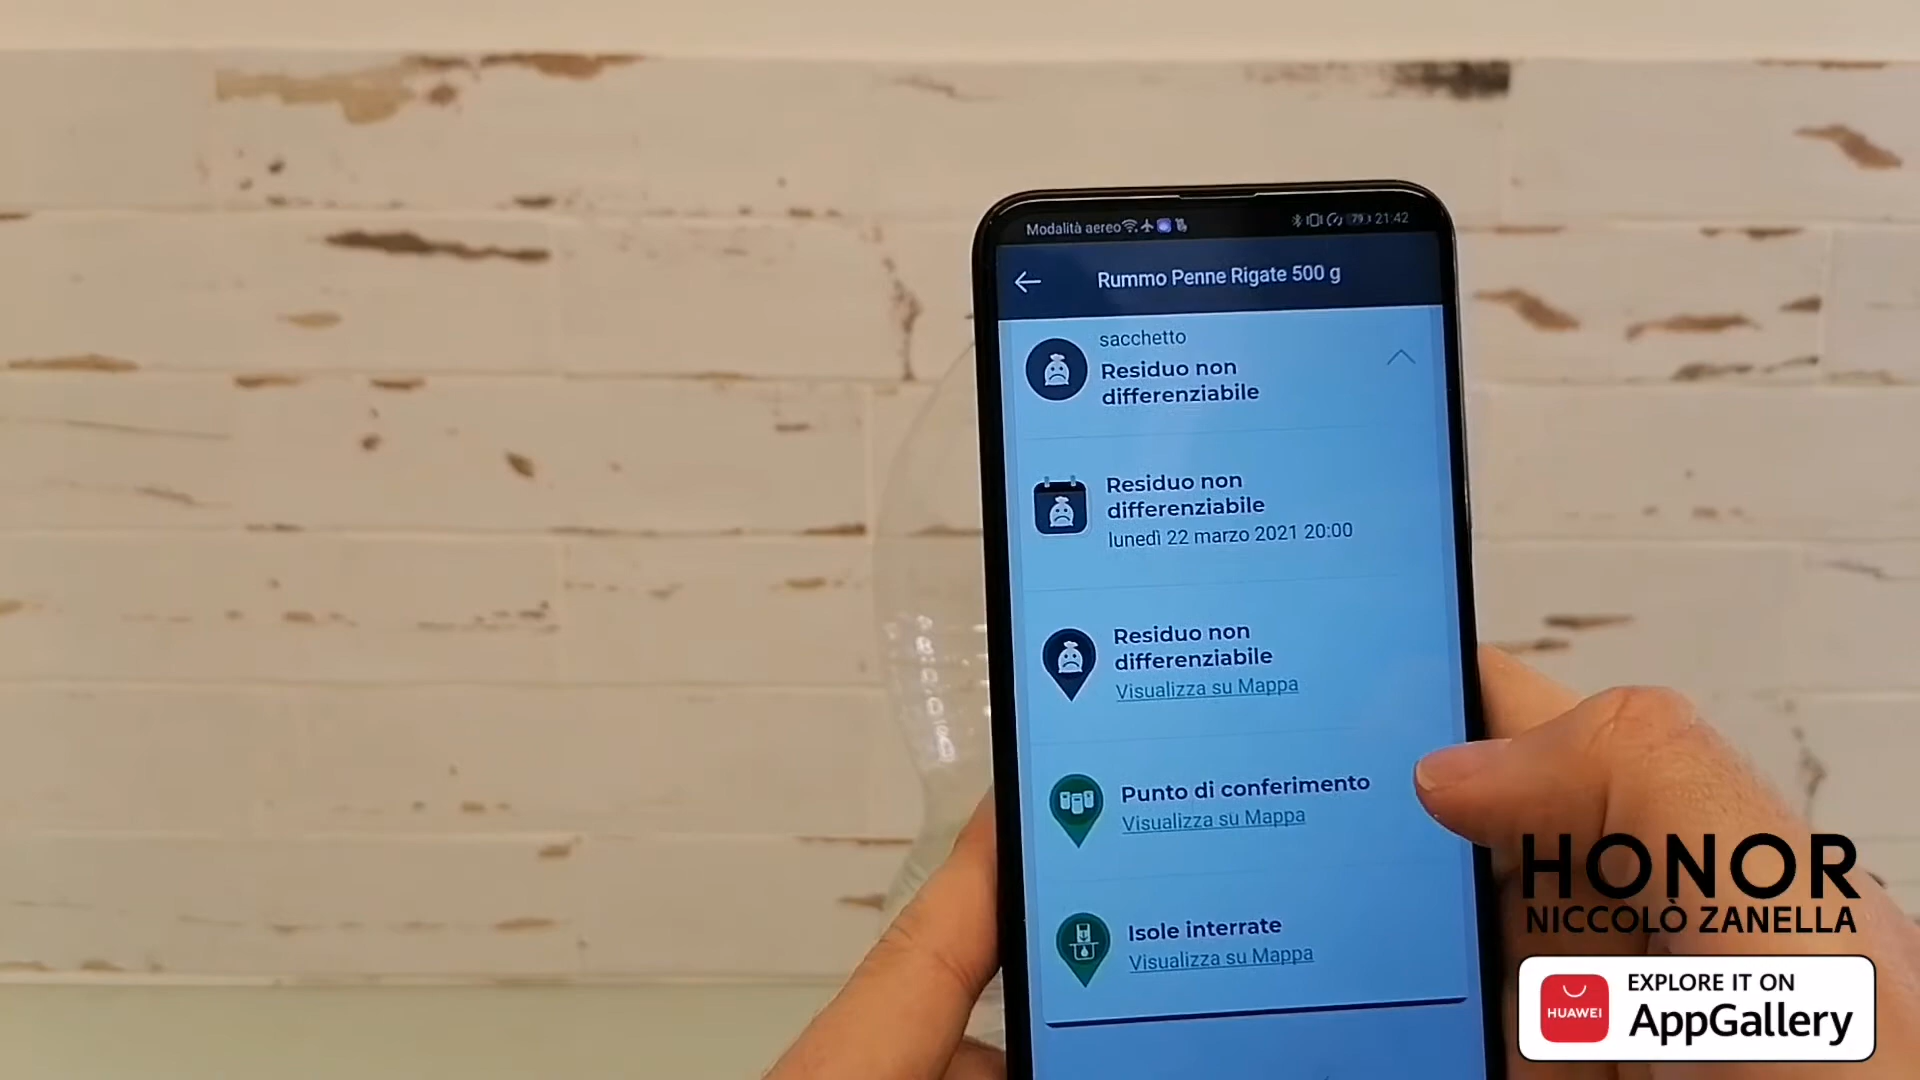 Modalità aereo
79
21:42
Rummo Penne Rigate 500 g
sacchetto
Residuo non
differenziabile
Residuo non
differenziabile
lunedì 22 marzo 2021 20:00
Residuo non
differenziabile
Visualizza su Mappa
Punto di conferimento
Visualizza su Mappa
Isole interrate
Visualizza su Mappa
HONOR
NICCOLÒ ZANELLA
EXPLORE IT ON
HUAWEI
AppGallery